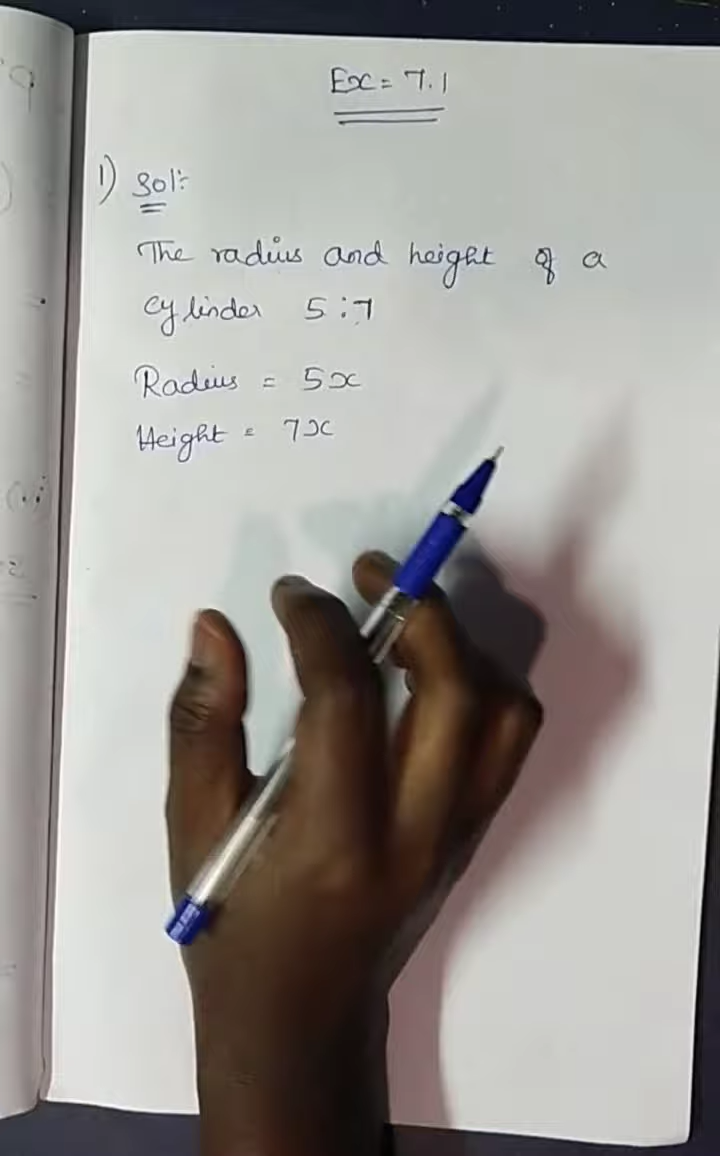 Ex = 7.1
1) Sol:-
The radius and height of a
cylinder 5:7
Radius = 5x
Height = 7x